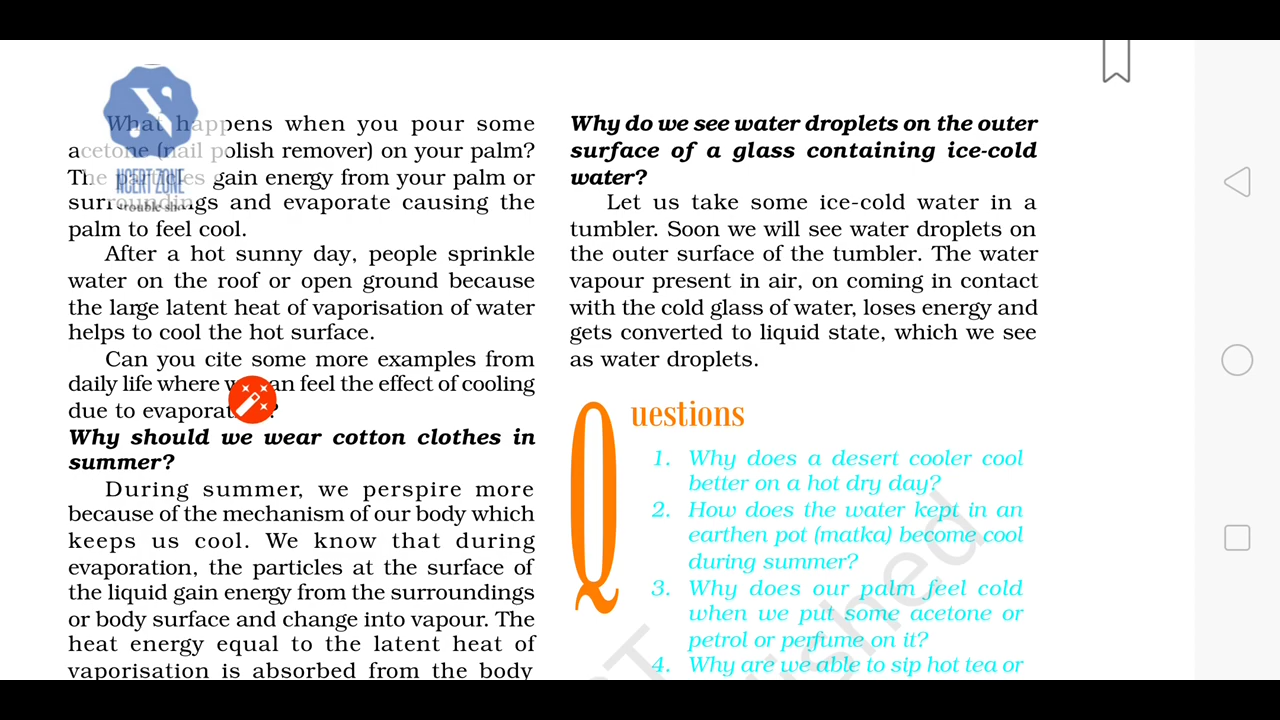 What happens when you pour some
acetone (nail polish remover) on your palm?
The particles gain energy from your palm or
surroundings and evaporate causing the
palm to feel cool.
After a hot sunny day, people sprinkle
water on the roof or open ground because
the large latent heat of vaporisation of water
helps to cool the hot surface.
Can you cite some more examples from
daily life where we can feel the effect of cooling
due to evaporation?
Why should we wear cotton clothes in
summer?
During summer, we perspire more
because of the mechanism of our body which
keeps us cool. We know that during
evaporation, the particles at the surface of
the liquid gain energy from the surroundings
or body surface and change into vapour. The
heat energy equal to the latent heat of
vaporisation is absorbed from the body
Why do we see water droplets on the outer
surface of a glass containing ice-cold
water?
Let us take some ice-cold water in a
tumbler. Soon we will see water droplets on
the outer surface of the tumbler. The water
vapour present in air, on coming in contact
with the cold glass of water, loses energy and
gets converted to liquid state, which we see
as water droplets.
Questions
1. Why does a desert cooler cool
better on a hot dry day?
2. How does the water kept in an
earthen pot (matka) become cool
during summer?
3. Why does our palm feel cold
when we put some acetone or
petrol or perfume on it?
4. Why are we able to sip hot tea or
NCERT ZONE